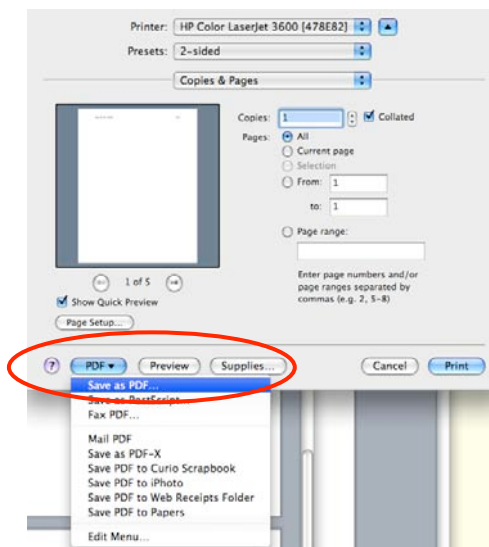 Printer: HP Color LaserJet 3600 [478E82]
Presets: 2-sided
Copies & Pages
Copies: 1 Collated
Pages: All
Current page
Selection
From: 1
to: 1
Page range:
Enter page numbers and/or
page ranges separated by
commas (e.g. 2, 5-8)
1 of 5
Show Quick Preview
Page Setup...
? PDF Preview Supplies... Cancel Print
Save as PDF...
Save as PostScript...
Fax PDF...
Mail PDF
Save as PDF-X
Save PDF to Curio Scrapbook
Save PDF to iPhoto
Save PDF to Web Receipts Folder
Save PDF to Papers
Edit Menu...